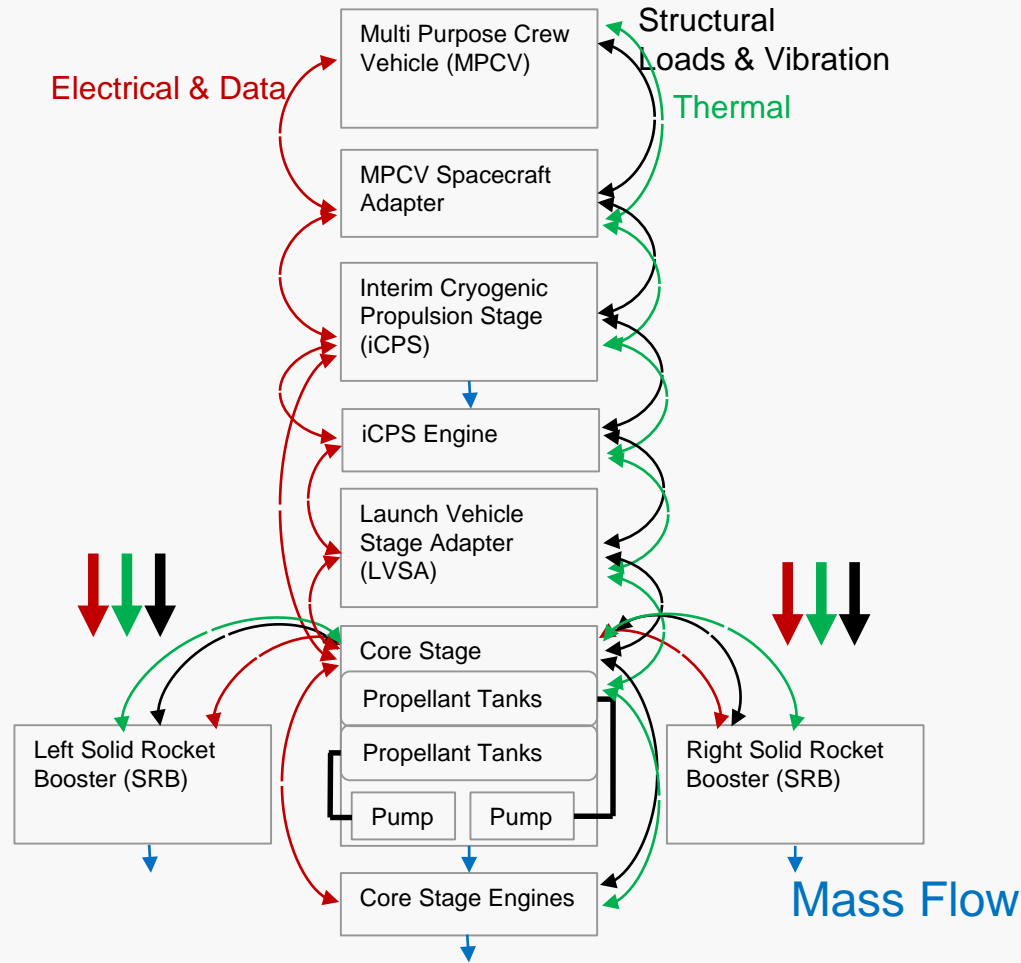 Multi Purpose Crew
Vehicle (MPCV)
Structural
Loads & Vibration
Electrical & Data
Thermal
MPCV Spacecraft
Adapter
Interim Cryogenic
Propulsion Stage
(iCPS)
iCPS Engine
Launch Vehicle
Stage Adapter
(LVSA)
Core Stage
Propellant Tanks
Propellant Tanks
Left Solid Rocket
Booster (SRB)
Right Solid Rocket
Booster (SRB)
Pump
Pump
Core Stage Engines
Mass Flow